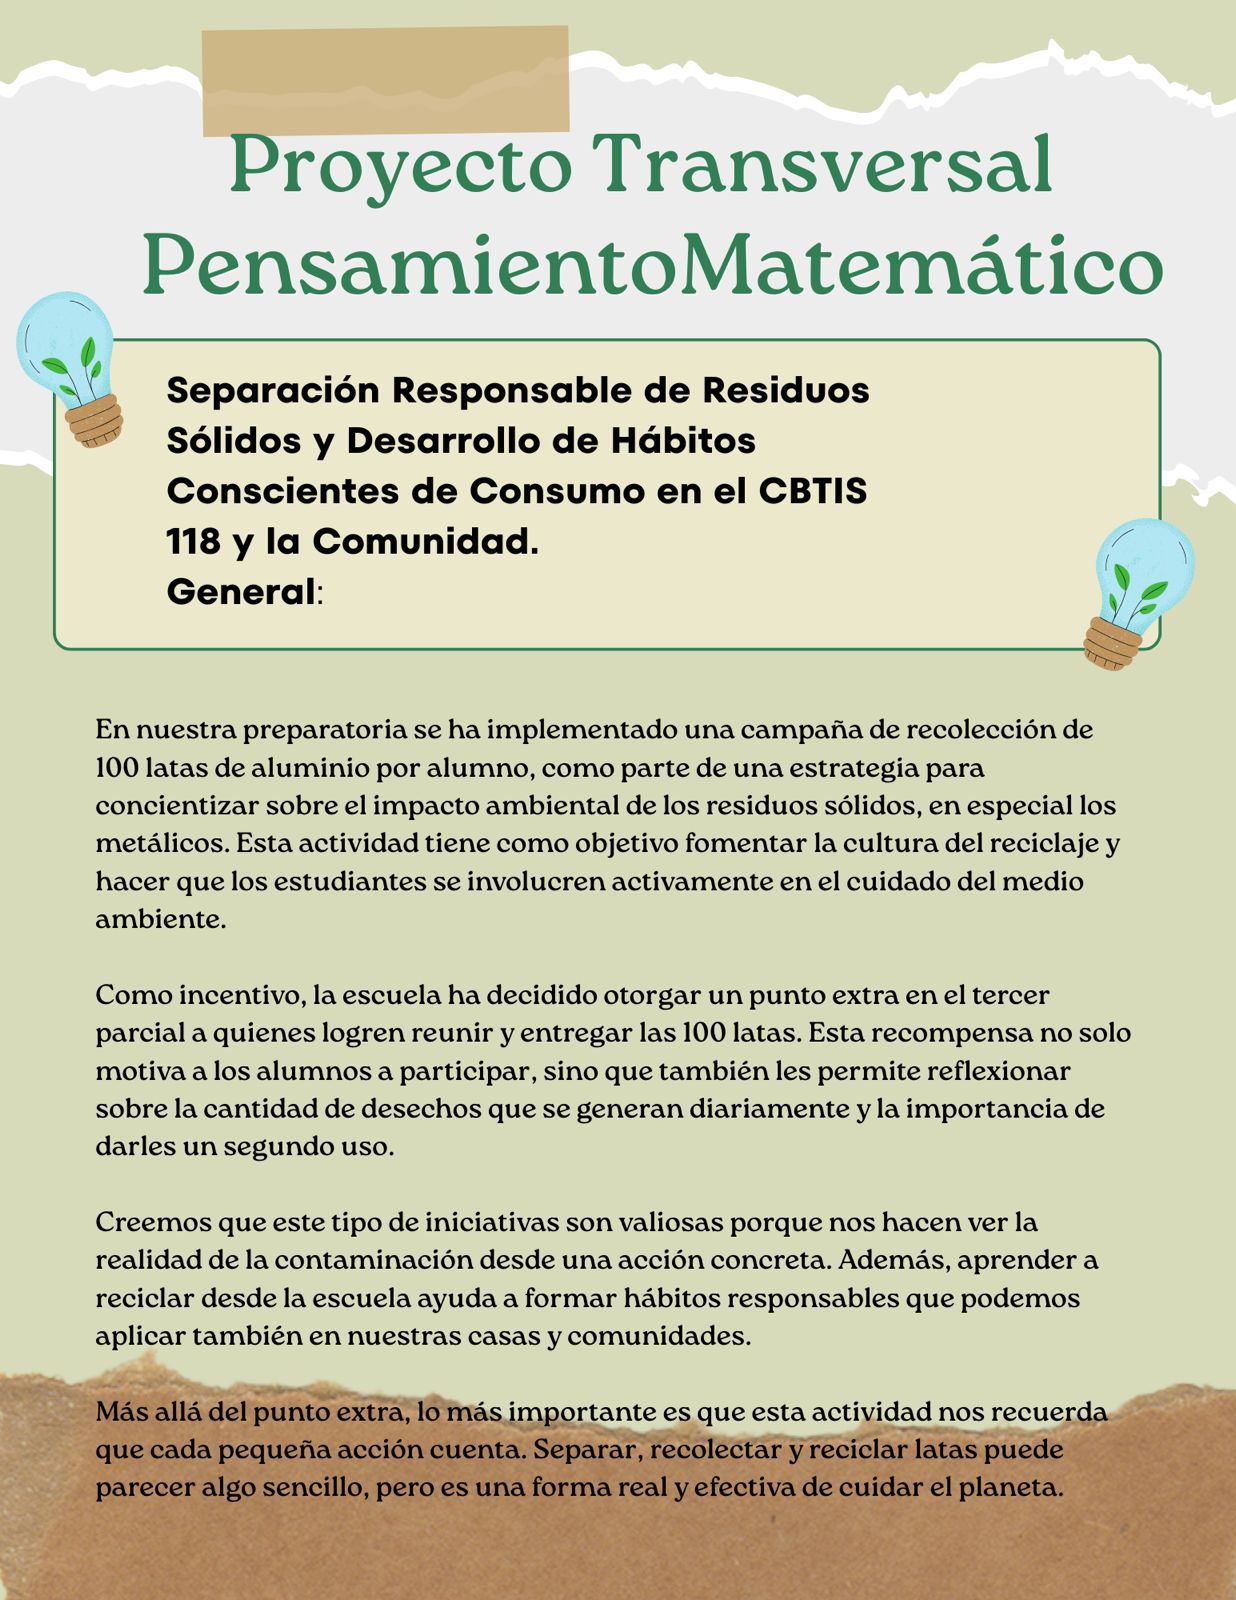 Proyecto Transversal
PensamientoMatemático
Separación Responsable de Residuos
Sólidos y Desarrollo de Hábitos
Conscientes de Consumo en el CBTIS
118 y la Comunidad.
General:
En nuestra preparatoria se ha implementado una campaña de recolección de
100 latas de aluminio por alumno, como parte de una estrategia para
concientizar sobre el impacto ambiental de los residuos sólidos, en especial los
metálicos. Esta actividad tiene como objetivo fomentar la cultura del reciclaje y
hacer que los estudiantes se involucren activamente en el cuidado del medio
ambiente.
Como incentivo, la escuela ha decidido otorgar un punto extra en el tercer
parcial a quienes logren reunir y entregar las 100 latas. Esta recompensa no solo
motiva a los alumnos a participar, sino que también les permite reflexionar
sobre la cantidad de desechos que se generan diariamente y la importancia de
darles un segundo uso.
Creemos que este tipo de iniciativas son valiosas porque nos hacen ver la
realidad de la contaminación desde una acción concreta. Además, aprender a
reciclar desde la escuela ayuda a formar hábitos responsables que podemos
aplicar también en nuestras casas y comunidades.
Más allá del punto extra, lo más importante es que esta actividad nos recuerda
que cada pequeña acción cuenta. Separar, recolectar y reciclar latas puede
parecer algo sencillo, pero es una forma real y efectiva de cuidar el planeta.